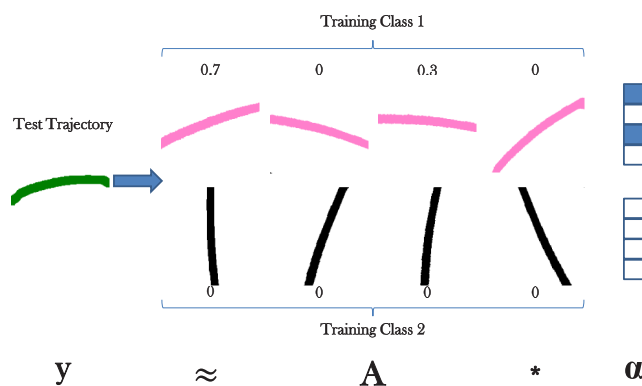 Training Class 1
0.7 0 0.3 0
Test Trajectory
0 0 0 0
Training Class 2
y ≈ A * α